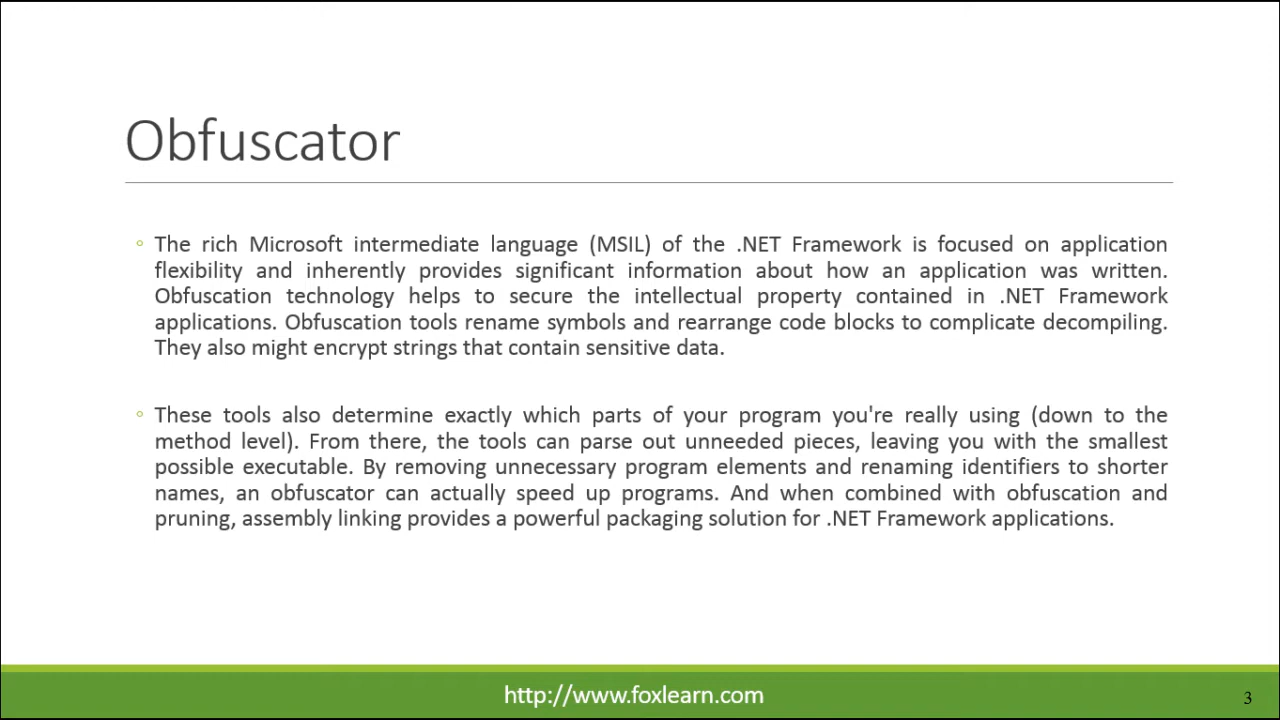 Obfuscator
◦ The rich Microsoft intermediate language (MSIL) of the .NET Framework is focused on application
flexibility and inherently provides significant information about how an application was written.
Obfuscation technology helps to secure the intellectual property contained in .NET Framework
applications. Obfuscation tools rename symbols and rearrange code blocks to complicate decompiling.
They also might encrypt strings that contain sensitive data.
◦ These tools also determine exactly which parts of your program you're really using (down to the
method level). From there, the tools can parse out unneeded pieces, leaving you with the smallest
possible executable. By removing unnecessary program elements and renaming identifiers to shorter
names, an obfuscator can actually speed up programs. And when combined with obfuscation and
pruning, assembly linking provides a powerful packaging solution for .NET Framework applications.
http://www.foxlearn.com
3